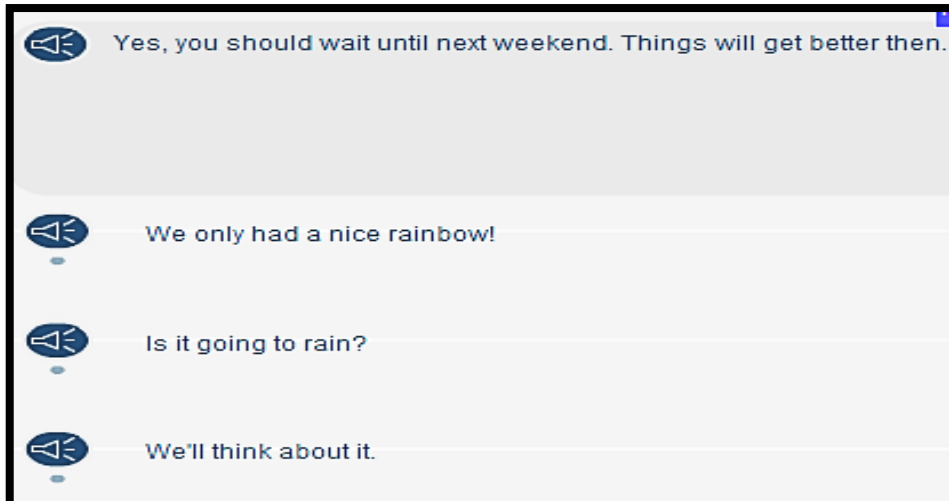 Yes, you should wait until next weekend. Things will get better then.
We only had a nice rainbow!
Is it going to rain?
We'll think about it.